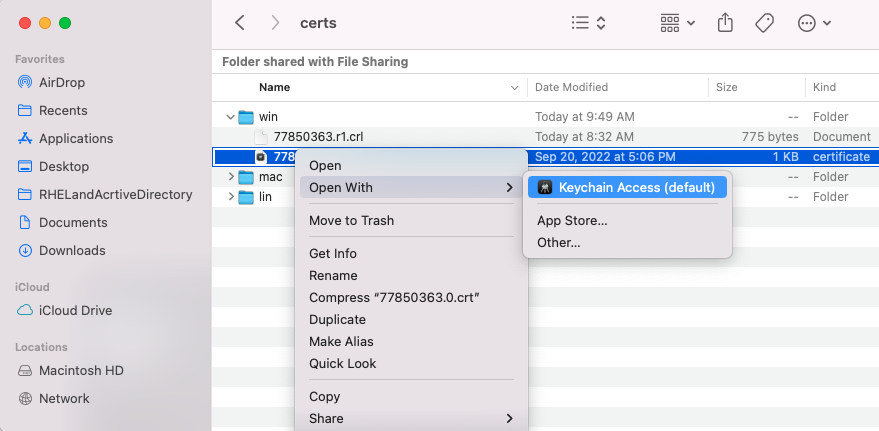 certs
Favorites
AirDrop
Recents
Applications
Desktop
RHELandAcrtiveDirectory
Documents
Downloads
iCloud
iCloud Drive
Locations
Macintosh HD
Network
Folder shared with File Sharing
Name Date Modified Size Kind
win Today at 9:49 AM -- Folder
77850363.r1.crl Today at 8:32 AM 775 bytes Document
778 Sep 20, 2022 at 5:06 PM 1 KB certificate
mac -- Folder
lin -- Folder
Open
Open With
Move to Trash
Get Info
Rename
Compress “77850363.0.crt”
Duplicate
Make Alias
Quick Look
Copy
Share
Keychain Access (default)
App Store...
Other...